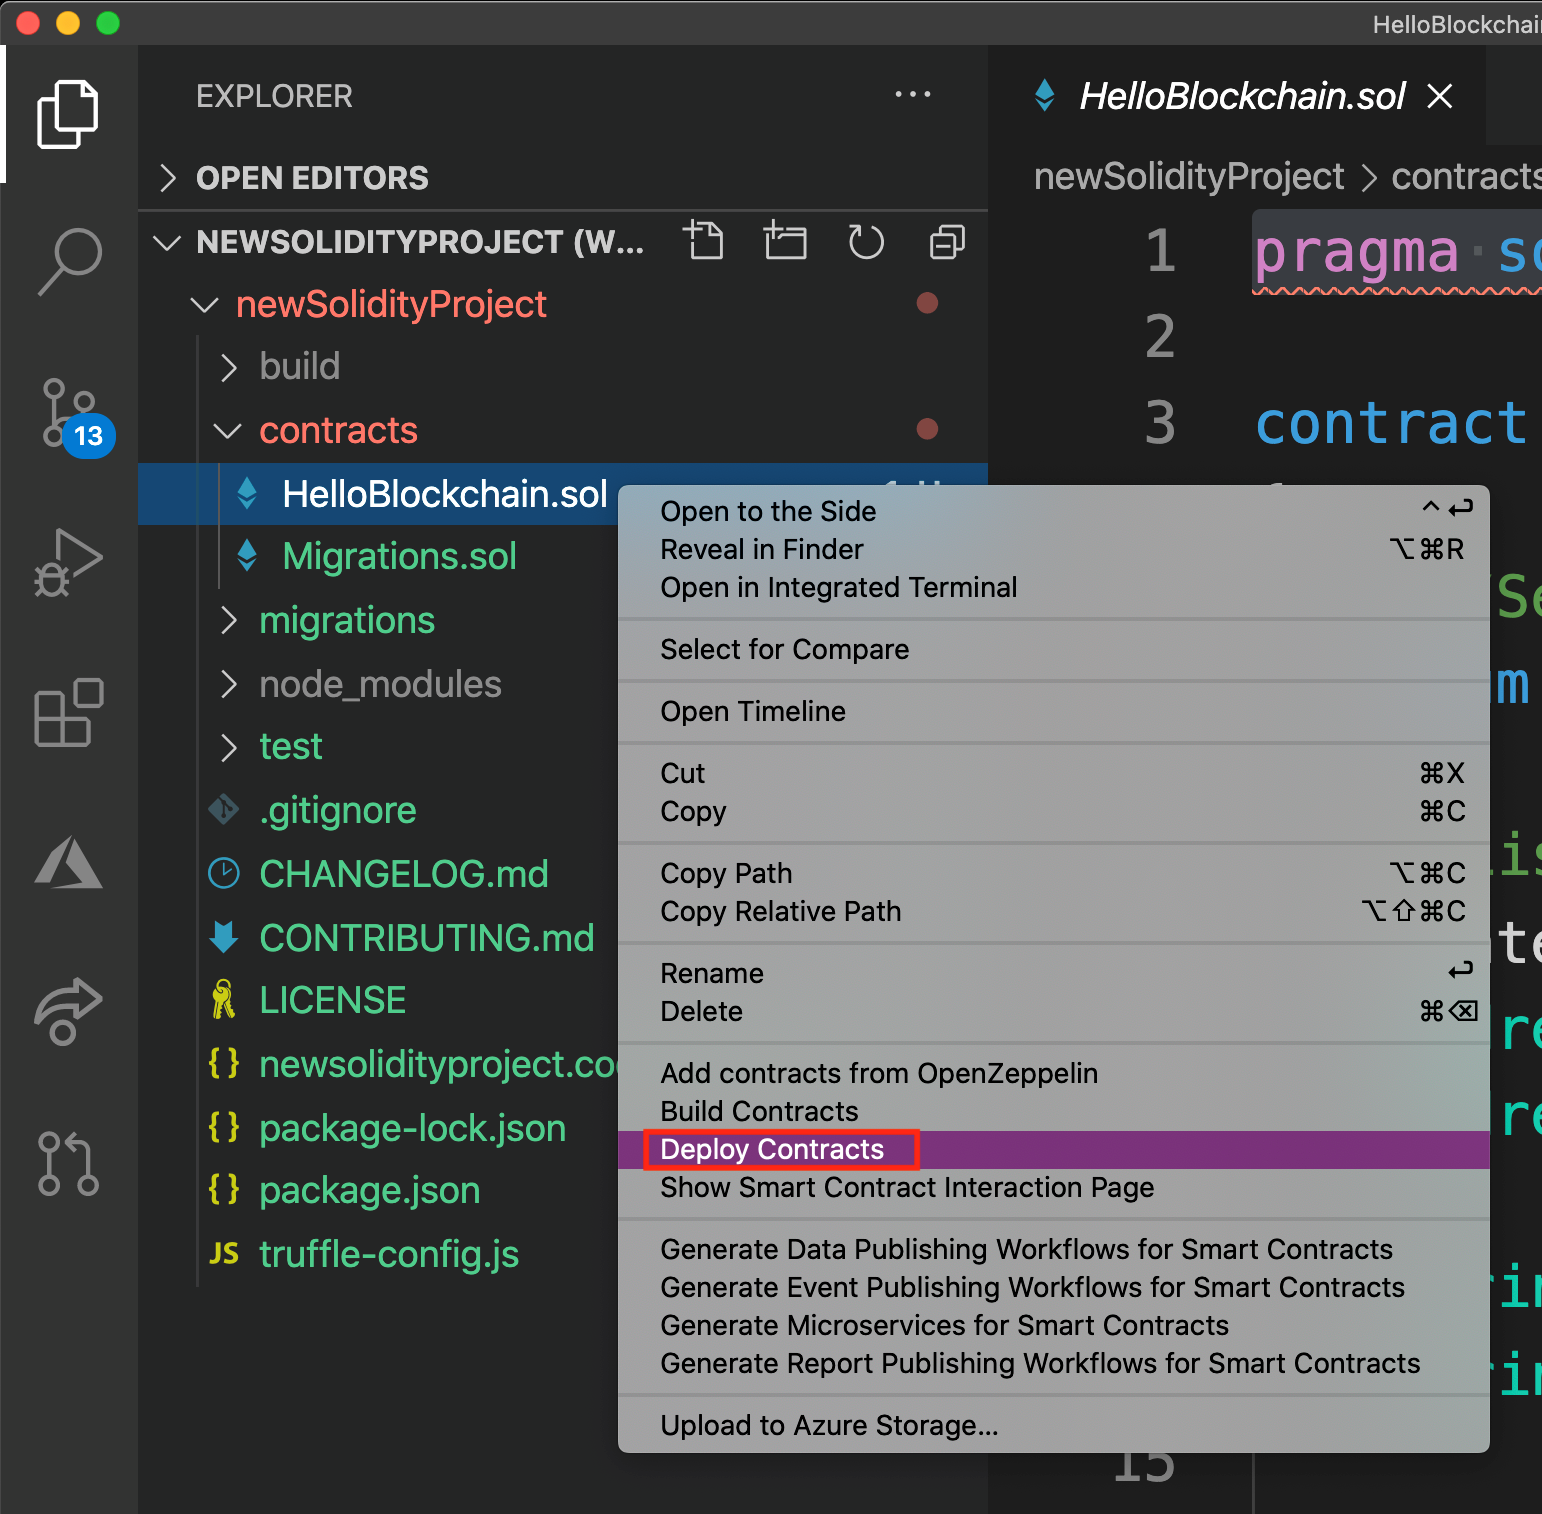 HelloBlockchain
EXPLORER
OPEN EDITORS
NEWSOLIDITYPROJECT (W...
newSolidityProject
build
contracts
HelloBlockchain.sol
Migrations.sol
migrations
node_modules
test
.gitignore
CHANGELOG.md
CONTRIBUTING.md
LICENSE
{} newsolidityproject.co
{} package-lock.json
{} package.json
JS truffle-config.js
13
HelloBlockchain.sol
newSolidityProject > contracts
1 pragma so
2
3 contract
15
Open to the Side ^↩
Reveal in Finder ⌥⌘R
Open in Integrated Terminal
Select for Compare
Open Timeline
Cut ⌘X
Copy ⌘C
Copy Path ⌥⌘C
Copy Relative Path ⌥⇧⌘C
Rename ↩
Delete ⌘⌫
Add contracts from OpenZeppelin
Build Contracts
Deploy Contracts
Show Smart Contract Interaction Page
Generate Data Publishing Workflows for Smart Contracts
Generate Event Publishing Workflows for Smart Contracts
Generate Microservices for Smart Contracts
Generate Report Publishing Workflows for Smart Contracts
Upload to Azure Storage...